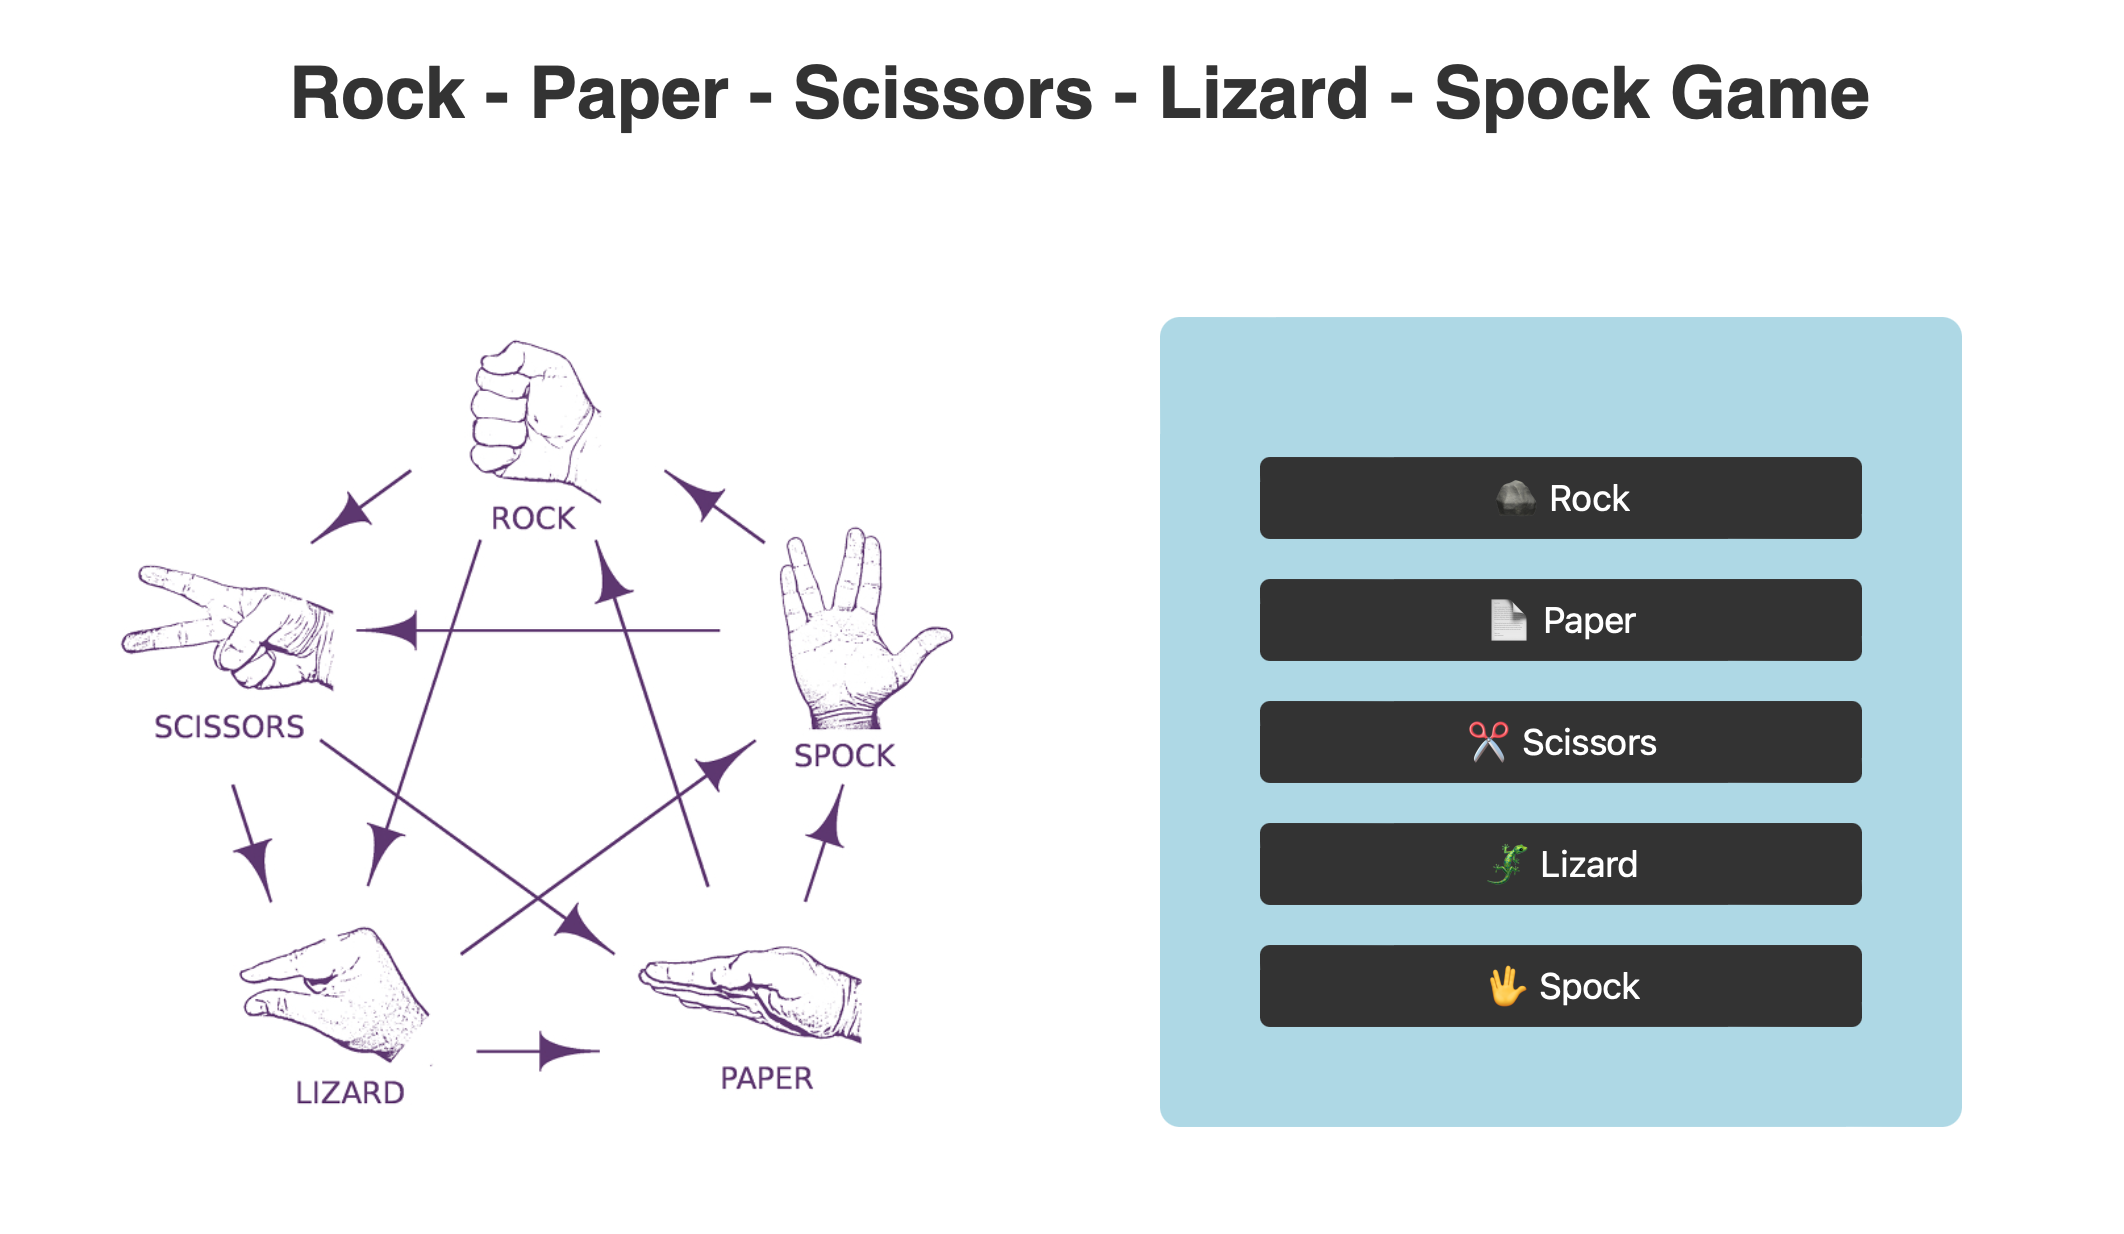 Rock - Paper - Scissors - Lizard - Spock Game
ROCK
SCISSORS
SPOCK
LIZARD
PAPER
Rock
Paper
Scissors
Lizard
Spock